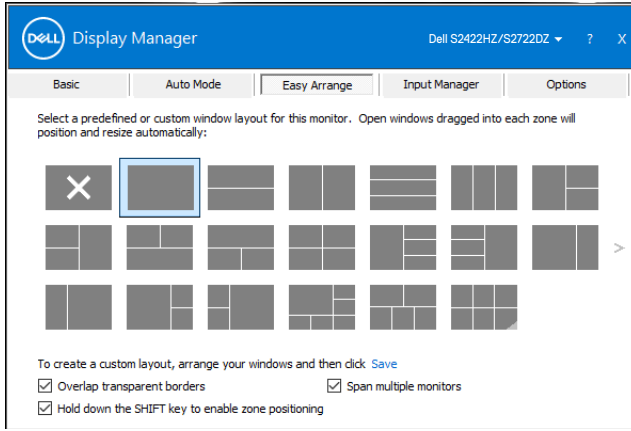 DELL Display Manager Dell S2422HZ/S2722DZ ? X
Basic Auto Mode Easy Arrange Input Manager Options
Select a predefined or custom window layout for this monitor. Open windows dragged into each zone will
position and resize automatically:
>
To create a custom layout, arrange your windows and then click Save
Overlap transparent borders Span multiple monitors
Hold down the SHIFT key to enable zone positioning